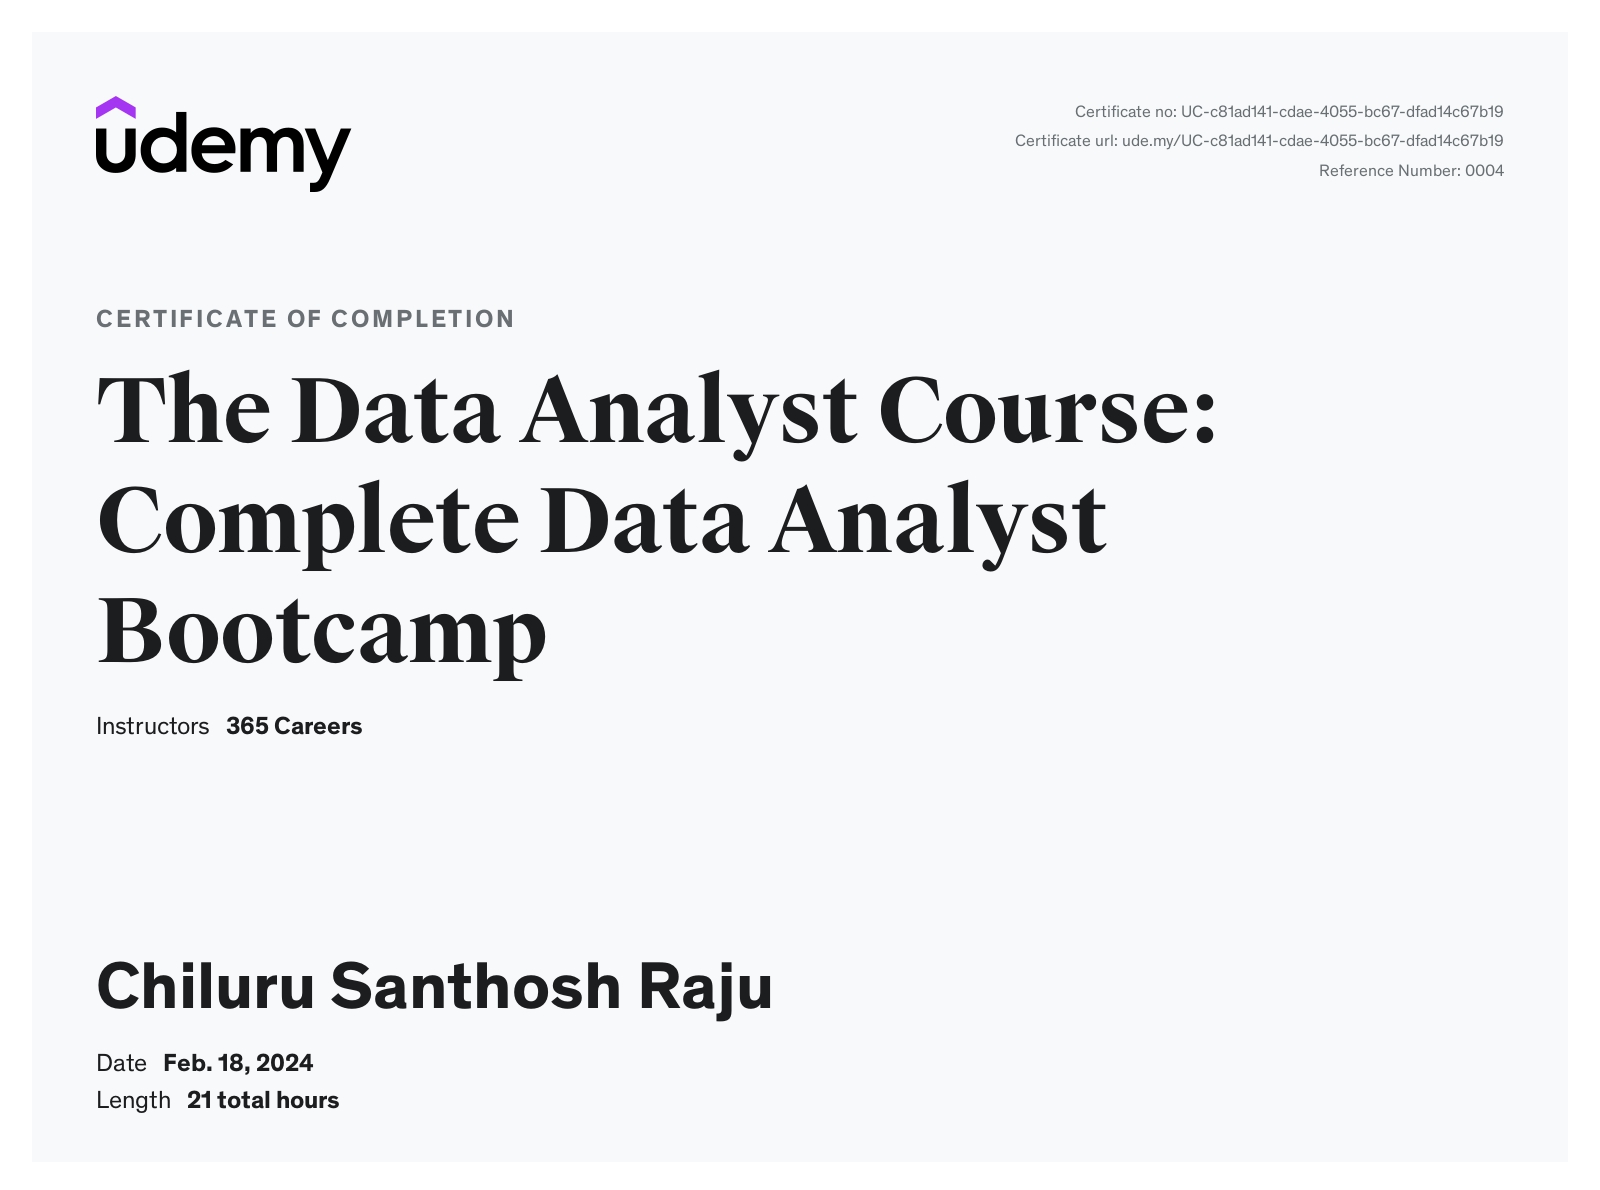 udemy
Certificate no: UC-c81ad141-cdae-4055-bc67-dfad14c67b19
Certificate url: ude.my/UC-c81ad141-cdae-4055-bc67-dfad14c67b19
Reference Number: 0004
CERTIFICATE OF COMPLETION
The Data Analyst Course:
Complete Data Analyst
Bootcamp
Instructors 365 Careers
Chiluru Santhosh Raju
Date Feb. 18, 2024
Length 21 total hours